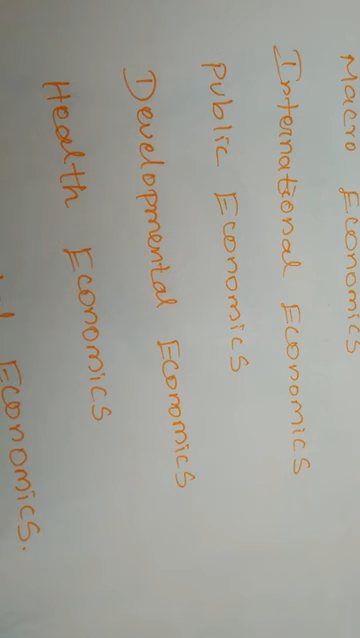 Macro Economics
International Economics
Public Economics
Developmental Economics
Health Economics
Economics.